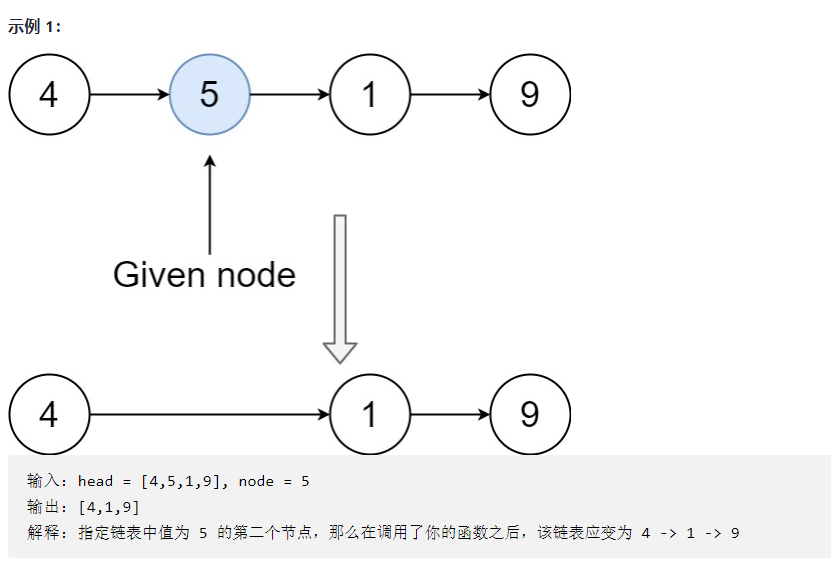 示例 1：
4 5 1 9
Given node
4 1 9
输入：head = [4,5,1,9], node = 5
输出：[4,1,9]
解释：指定链表中值为 5 的第二个节点，那么在调用了你的函数之后，该链表应变为 4 -> 1 -> 9